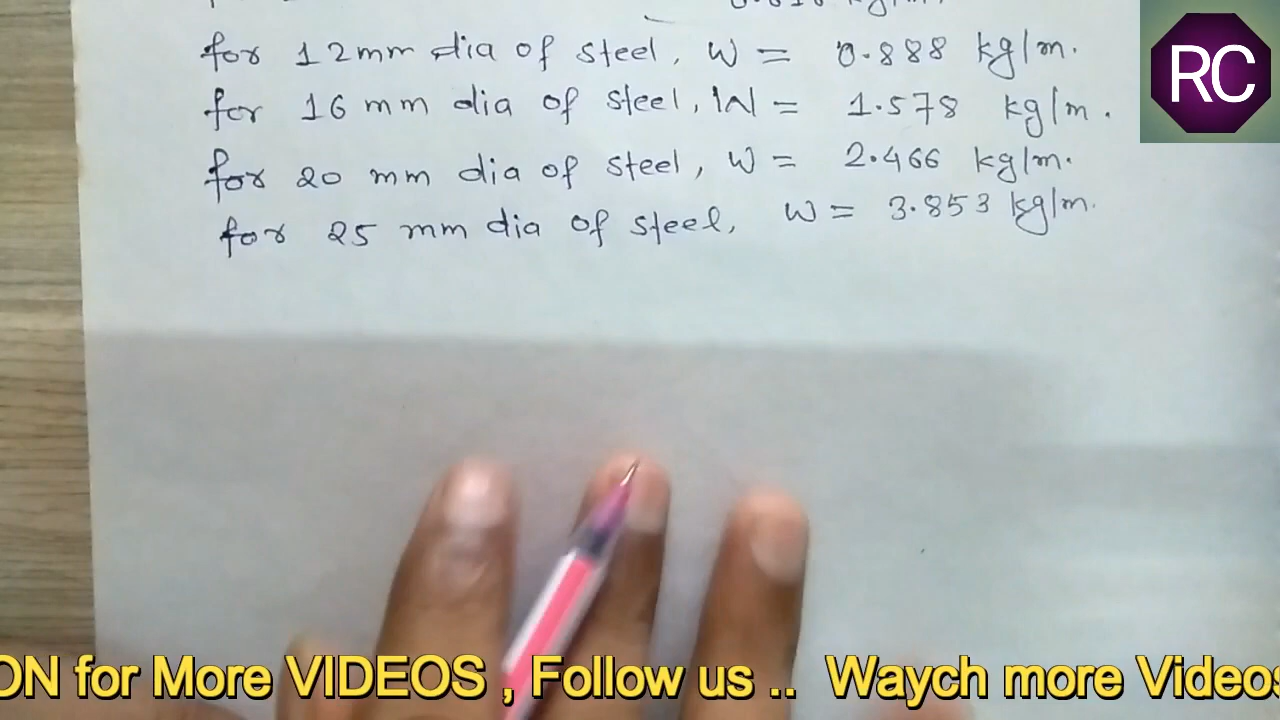 for 12mm dia of steel, W = 0.888 kg/m.
RC
for 16 mm dia of steel, W = 1.578 kg/m.
for 20 mm dia of steel, W = 2.466 kg/m.
for 25 mm dia of steel, W = 3.853 kg/m.
ON for More VIDEOS , Follow us .. Waych more Videos